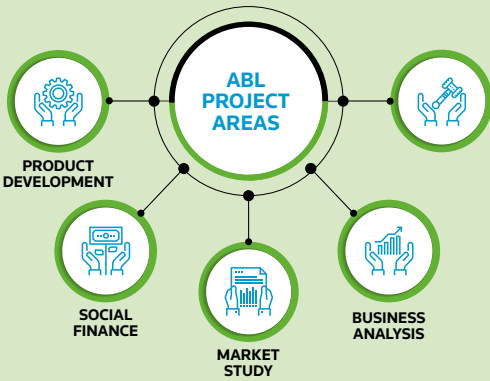 ABL
PROJECT
AREAS
PRODUCT
DEVELOPMENT
SOCIAL
FINANCE
MARKET
STUDY
BUSINESS
ANALYSIS